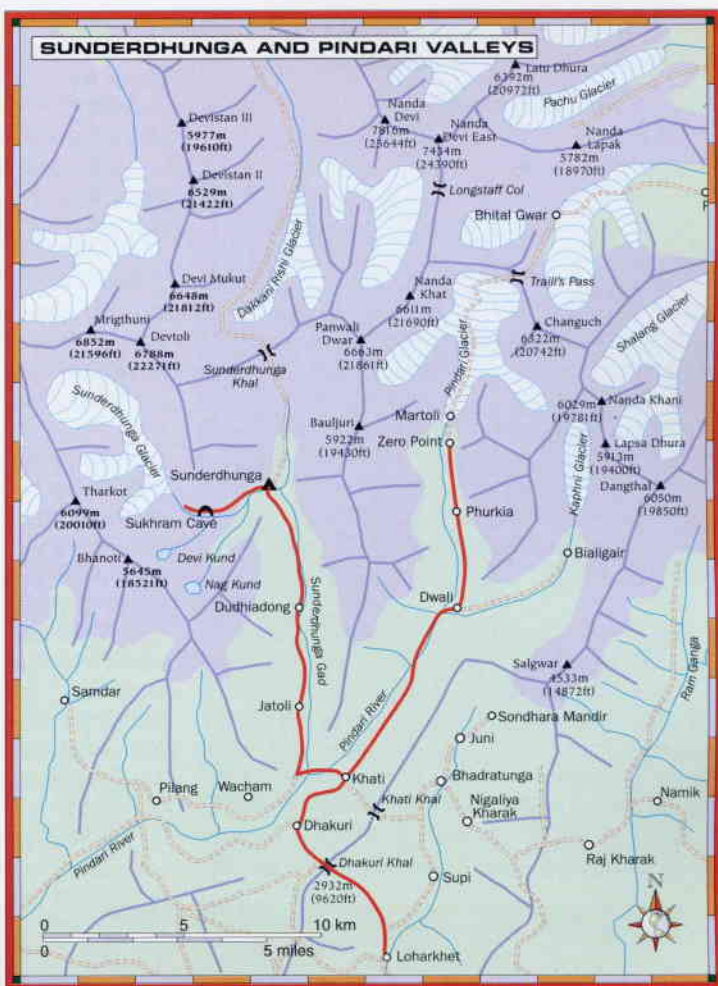 SUNDERDHUNGA AND PINDARI VALLEYS
Latu Dhura
6392m
(20972ft)
Pachu Glacier
Devistan III
5977m
(19610ft)
Nanda
Devi
7816m
(25644ft)
Nanda
Devi East
7434m
(24390ft)
Nanda
Lapak
5782m
(18970ft)
Devistan II
6529m
(21422ft)
Longstaff Col
Bhital Gwar
Dakkani Rishi Glacier
Devi Mukut
6648m
(21812ft)
Nanda
Khat
6611m
(21690ft)
Traill's Pass
Mrigthuni
6852m
(21596ft)
Devtoli
6788m
(22271ft)
Panwali
Dwar
6663m
(21861ft)
Changuch
6322m
(20742ft)
Shalang Glacier
Sunderdhunga
Khal
Pindari Glacier
Sunderdhunga
Glacier
Bauljuri
5922m
(19430ft)
Martoli
Zero Point
Nanda Khani
6029m
(19781ft)
Lapsa Dhura
5913m
(19400ft)
Kaphni Glacier
Dangthal
6050m
(19850ft)
Sunderdhunga
Tharkot
6099m
(20010ft)
Sukhram Cave
Phurkia
Bhanoti
5645m
(18521ft)
Devi Kund
Nag Kund
Bialigair
Dudhiadong
Sunderdhunga Gad
Dwali
Salgwar
4533m
(14872ft)
Ram Ganga
Samdar
Jatoli
Pindari River
Sondhara Mandir
Juni
Pilang
Wacham
Khati
Bhadratunga
Khati Khal
Nigaliya
Kharak
Namik
Dhakuri
Pindari River
Dhakuri Khal
2932m
(9620ft)
Raj Kharak
Supi
N
0 5 10 km
0 5 miles
Loharkhet